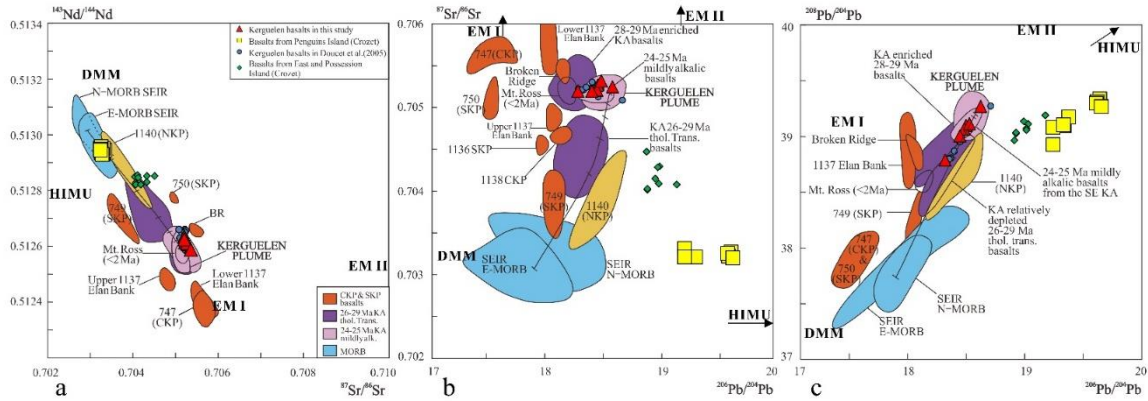 ¹⁴³Nd/¹⁴⁴Nd
0.5134
0.5132
0.5130
0.5128
0.5126
0.5124
0.702
0.704
0.706
0.708
0.710
⁸⁷Sr/⁸⁶Sr
a
Kerguelen basalts in this study
Basalts from Penguins Island (Crozet)
Kerguelen basalts in Doucet et al.(2005)
Basalts from East and Possession
Island (Crozet)
DMM
N-MORB SEIR
E-MORB SEIR
1140(NKP)
HIMU
750(SKP)
749
(SKP)
BR
Mt.Ross
(<2Ma)
KERGUELEN
PLUME
Upper 1137
Elan Bank
Lower 1137
Elan Bank
EM I
747
(CKP)
EM II
CKP & SKP
basalts
26-29 Ma KA
thol. Trans.
24-25 Ma KA
mildly alk.
MORB
⁸⁷Sr/⁸⁶Sr
0.706
0.705
0.704
0.703
0.702
17
18
19
20
²⁰⁶Pb/²⁰⁴Pb
b
EM I
EM II
Lower 1137
Elan Bank
28-29 Ma enriched
KA basalts
747(CKP)
Broken
Ridge
Mt. Ross
(<2Ma)
24-25 Ma
mildly alkalic
basalts
KERGUELEN
PLUME
750
(SKP)
Upper 1137
Elan Bank
1136 SKP
1138 CKP
KA 26-29 Ma
thol. Trans.
basalts
749
(SKP)
1140
(NKP)
DMM
SEIR
E-MORB
SEIR
N-MORB
HIMU
²⁰⁸Pb/²⁰⁴Pb
40
39
38
37
17
18
19
20
²⁰⁶Pb/²⁰⁴Pb
c
EM II
HIMU
KA enriched
28-29 Ma
basalts
KERGUELEN
PLUME
EM I
Broken Ridge
1137 Elan Bank
Mt. Ross (<2Ma)
749 (SKP)
24-25 Ma mildly
alkalic basalts
from the SE KA
1140
(NKP)
KA relatively
depleted
26-29 Ma
thol. trans.
basalts
747
(CKP)
&
750
(SKP)
SEIR
N-MORB
DMM
SEIR
E-MORB